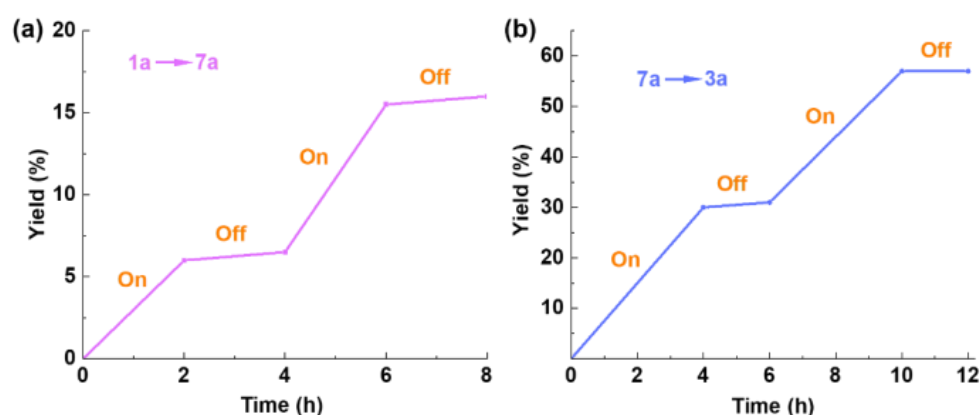 (a)
1a → 7a
On
Off
On
Off
Yield (%)
20
15
10
5
0
0 2 4 6 8
Time (h)
(b)
7a → 3a
On
Off
On
Off
Yield (%)
60
50
40
30
20
10
0 2 4 6 8 10 12
Time (h)